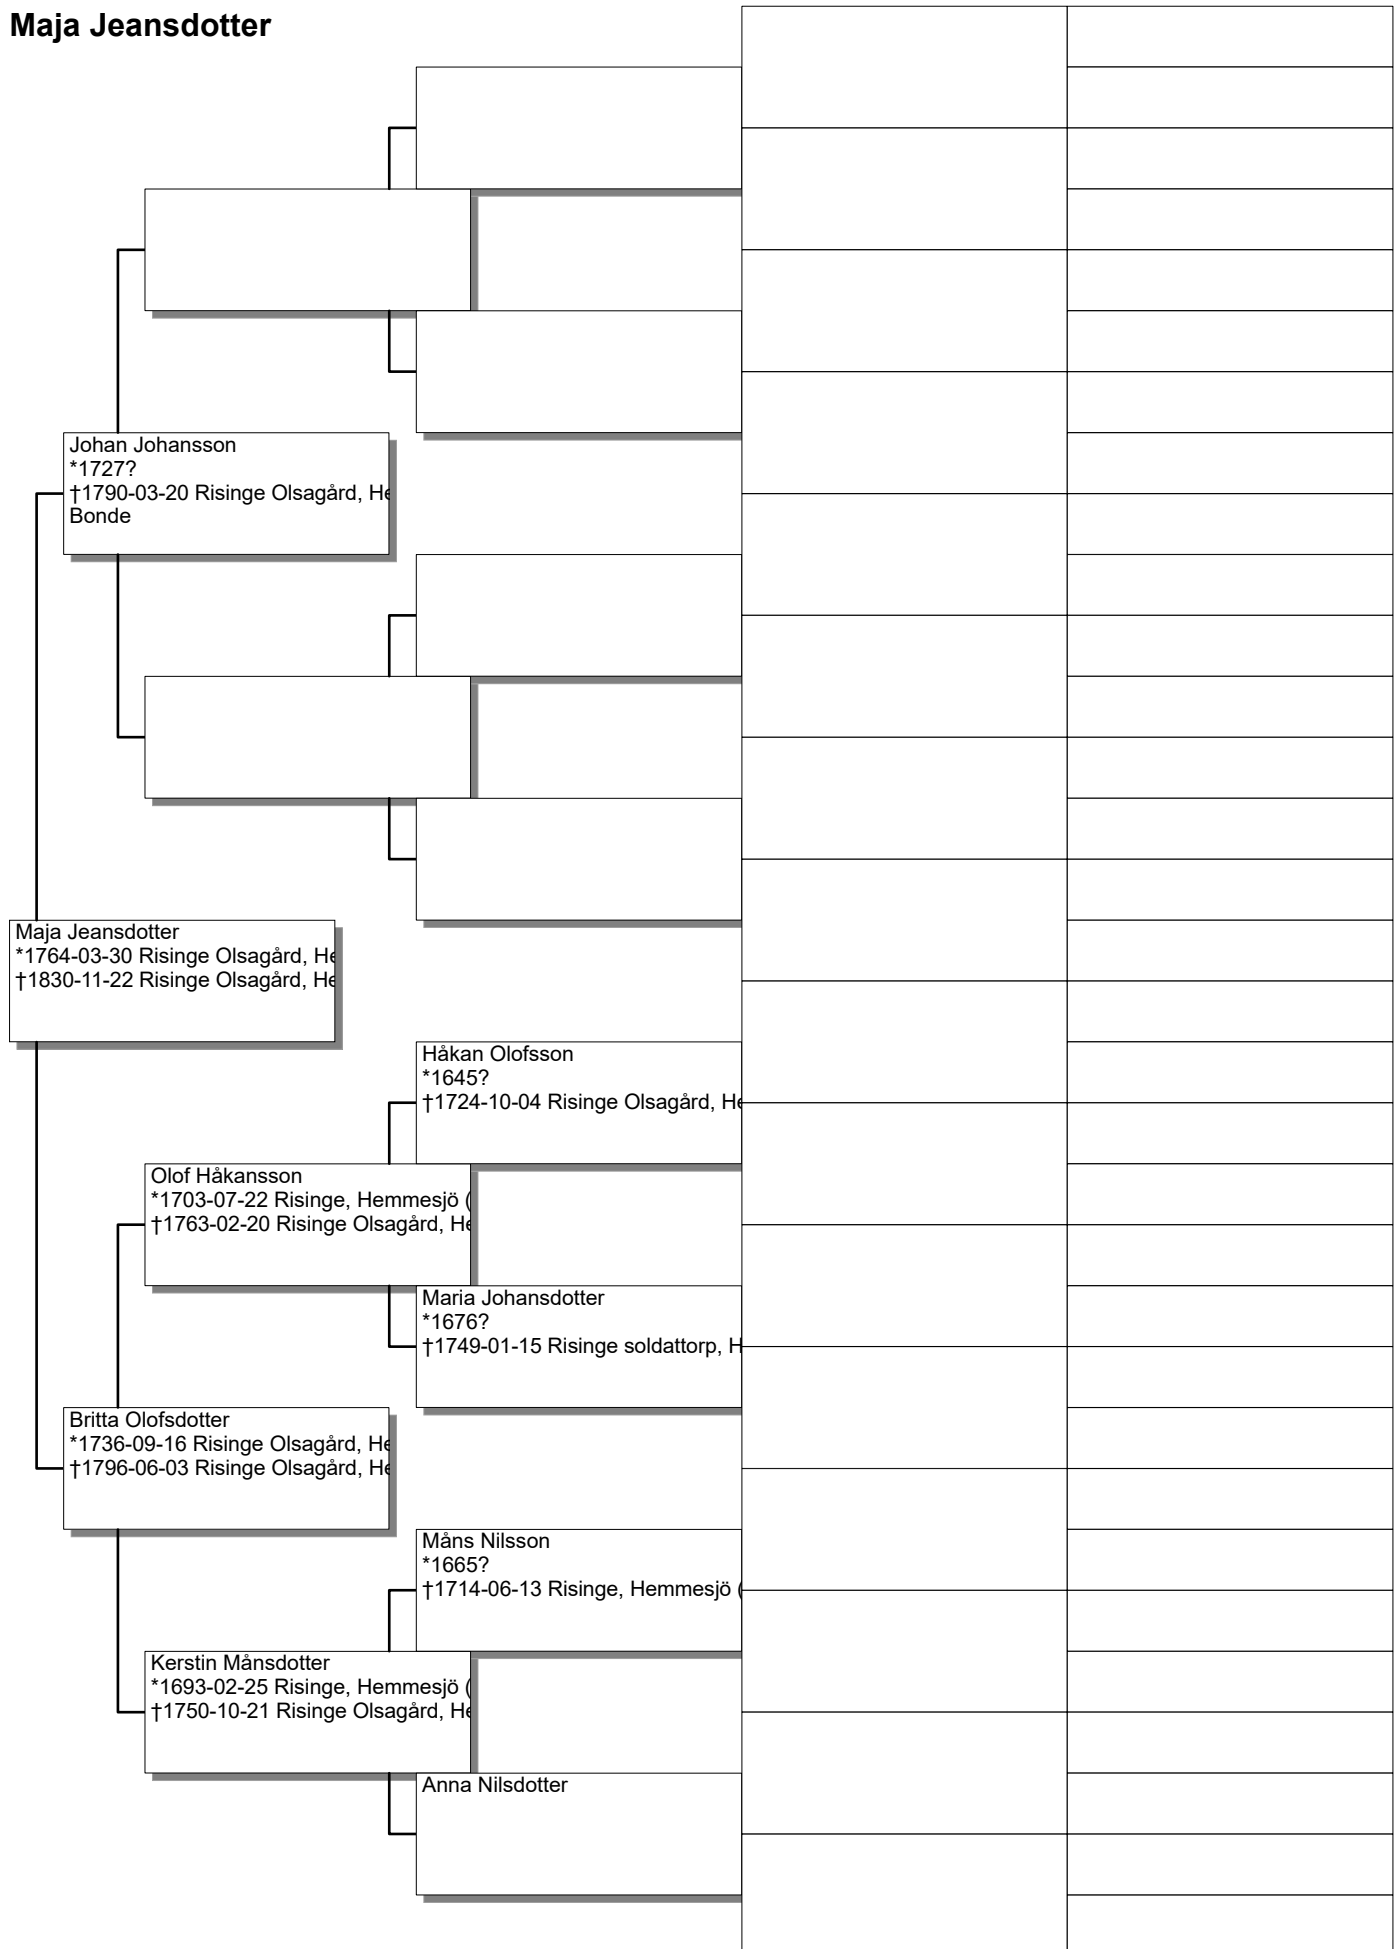 Maja Jeansdotter
Johan Johansson
*1727?
†1790-03-20 Risinge Olsagård, He
Bonde
Maja Jeansdotter
*1764-03-30 Risinge Olsagård, He
†1830-11-22 Risinge Olsagård, He
Håkan Olofsson
*1645?
†1724-10-04 Risinge Olsagård, He
Olof Håkansson
*1703-07-22 Risinge, Hemmesjö (
†1763-02-20 Risinge Olsagård, He
Maria Johansdotter
*1676?
†1749-01-15 Risinge soldattorp, H
Britta Olofsdotter
*1736-09-16 Risinge Olsagård, He
†1796-06-03 Risinge Olsagård, He
Måns Nilsson
*1665?
†1714-06-13 Risinge, Hemmesjö (
Kerstin Månsdotter
*1693-02-25 Risinge, Hemmesjö (
†1750-10-21 Risinge Olsagård, He
Anna Nilsdotter